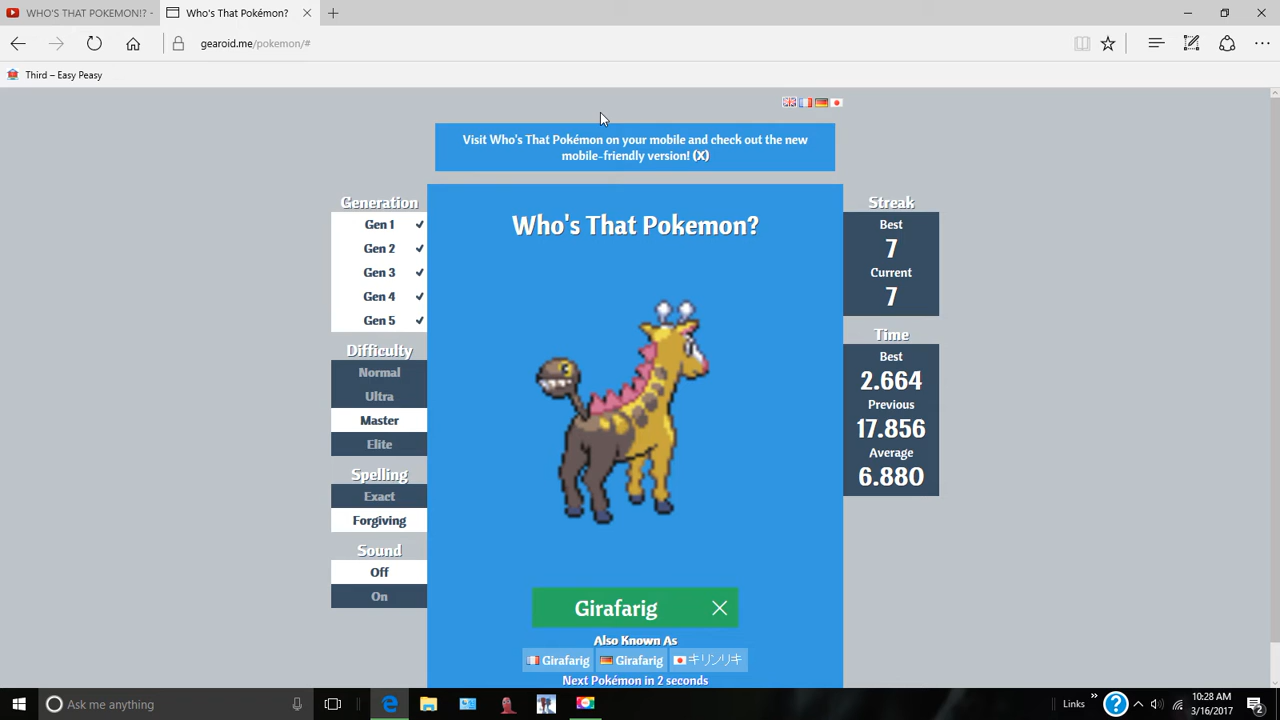 WHO'S THAT POKEMON!? -
Who's That Pokémon?
gearoid.me/pokemon/#
Third – Easy Peasy
Visit Who's That Pokémon on your mobile and check out the new
mobile-friendly version! (X)
Generation
Gen 1 ✓
Gen 2 ✓
Gen 3 ✓
Gen 4 ✓
Gen 5 ✓
Difficulty
Normal
Ultra
Master
Elite
Spelling
Exact
Forgiving
Sound
Off
On
Who's That Pokemon?
Girafarig
Also Known As
Girafarig Girafarig キリンリキ
Next Pokémon in 2 seconds
Streak
Best
7
Current
7
Time
Best
2.664
Previous
17.856
Average
6.880
Ask me anything
Links
10:28 AM
3/16/2017